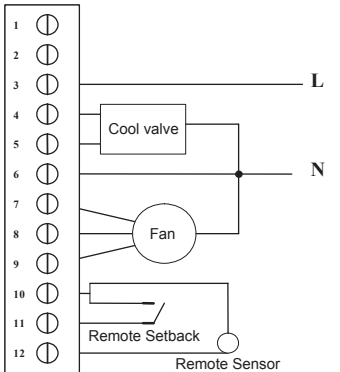 1
2
3 L
4
Cool valve
5
6 N
7
8 Fan
9
10
11
Remote Setback
12
Remote Sensor